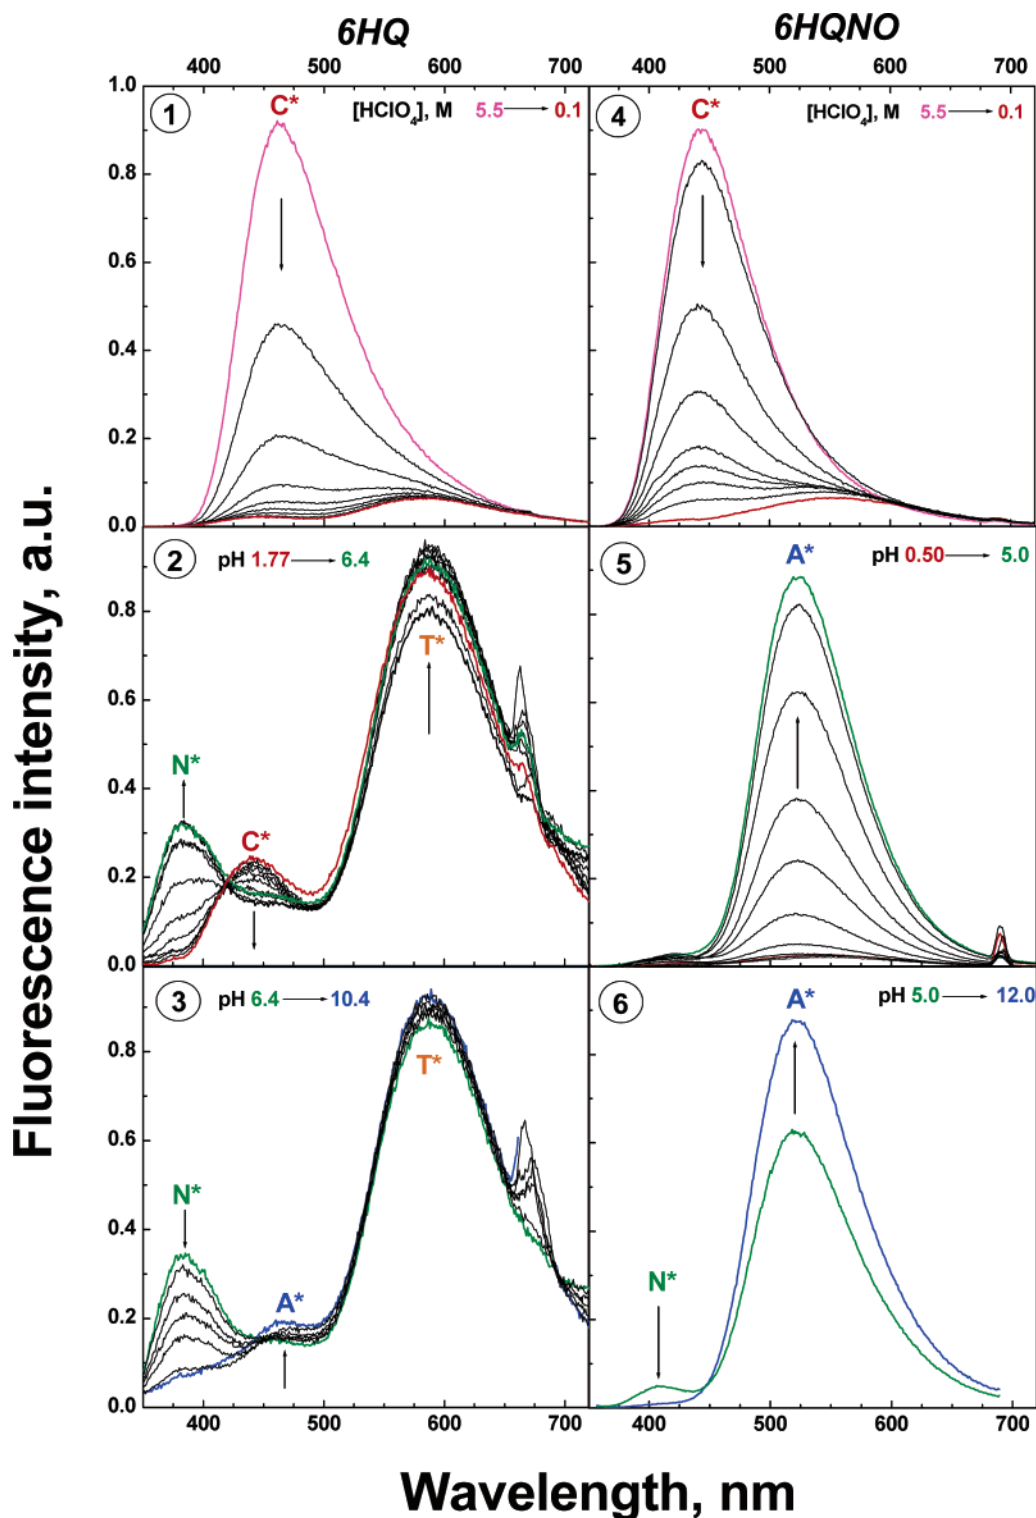 6HQ
6HQNO
400 500 600 700
400 500 600 700
1.0
0.8
0.6
0.4
0.2
0.0
1
C*
[HClO₄], M 5.5 0.1
4
C*
[HClO₄], M 5.5 0.1
0.8
0.6
0.4
0.2
0.0
2
pH 1.77 6.4
T*
N*
C*
5
A*
pH 0.50 5.0
0.8
0.6
0.4
0.2
0.0
3
pH 6.4 10.4
T*
N*
A*
6
A*
pH 5.0 12.0
N*
400 500 600 700
400 500 600 700
Fluorescence intensity, a.u.
Wavelength, nm